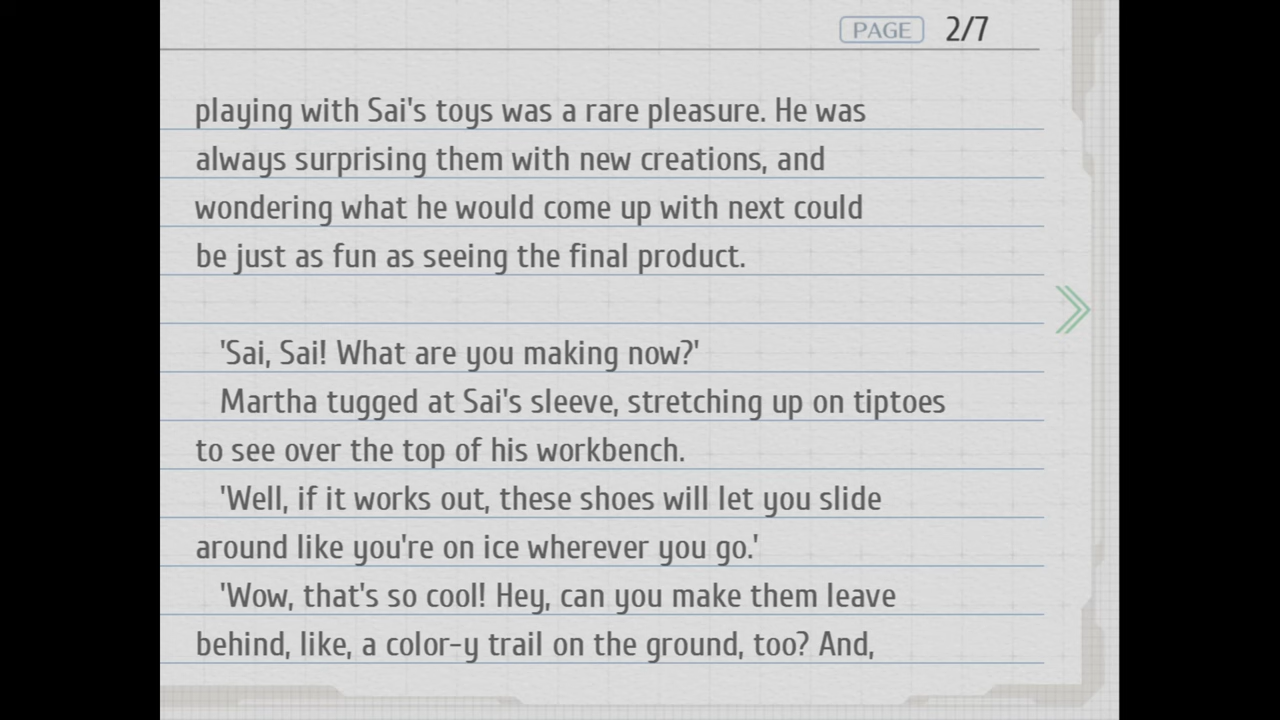 PAGE 2/7
playing with Sai's toys was a rare pleasure. He was
always surprising them with new creations, and
wondering what he would come up with next could
be just as fun as seeing the final product.
'Sai, Sai! What are you making now?'
Martha tugged at Sai's sleeve, stretching up on tiptoes
to see over the top of his workbench.
'Well, if it works out, these shoes will let you slide
around like you're on ice wherever you go.'
'Wow, that's so cool! Hey, can you make them leave
behind, like, a color-y trail on the ground, too? And,